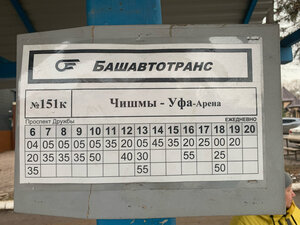 БАШАВТОТРАНС
№151к Чишмы - Уфа-Арена
Проспект Дружбы ЕЖЕДНЕВНО
6 7 8 9 10 11 12 13 14 15 16 17 18 19 20
04 05 05 05 05 35 20 05 45 35 20 25 00 20
20 35 35 35 50 40 30 55 25
35 55 50